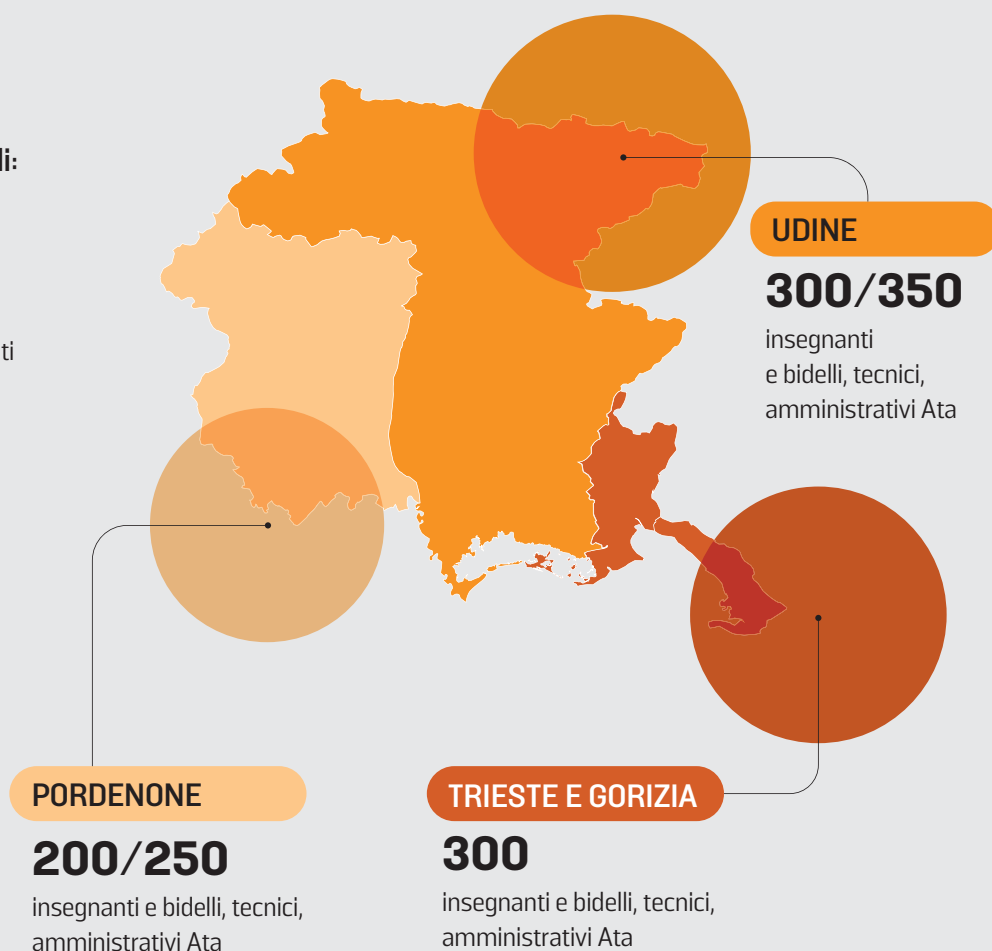 ti
UDINE
300/350
insegnanti
e bidelli, tecnici,
amministrativi Ata
PORDENONE
200/250
insegnanti e bidelli, tecnici,
amministrativi Ata
TRIESTE E GORIZIA
300
insegnanti e bidelli, tecnici,
amministrativi Ata